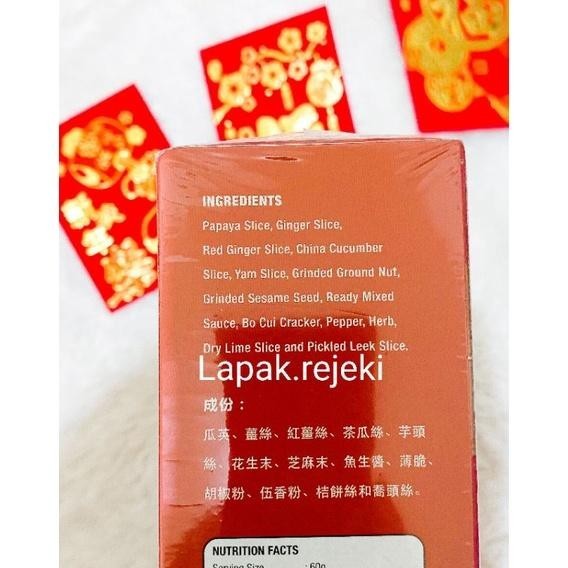 INGREDIENTS
Papaya Slice, Ginger Slice,
Red Ginger Slice, China Cucumber
Slice, Yam Slice, Grinded Ground Nut,
Grinded Sesame Seed, Ready Mixed
Sauce, Bo Cui Cracker, Pepper, Herb,
Dry Lime Slice and Pickled Leek Slice.
Lapak.rejeki
成份：
瓜英、薑絲、紅薑絲、茶瓜絲、芋頭
絲、花生末、芝麻末、魚生醬、薄脆、
胡椒粉、伍香粉、桔餅絲和蕎頭絲。
NUTRITION FACTS
Serving Size : 60g